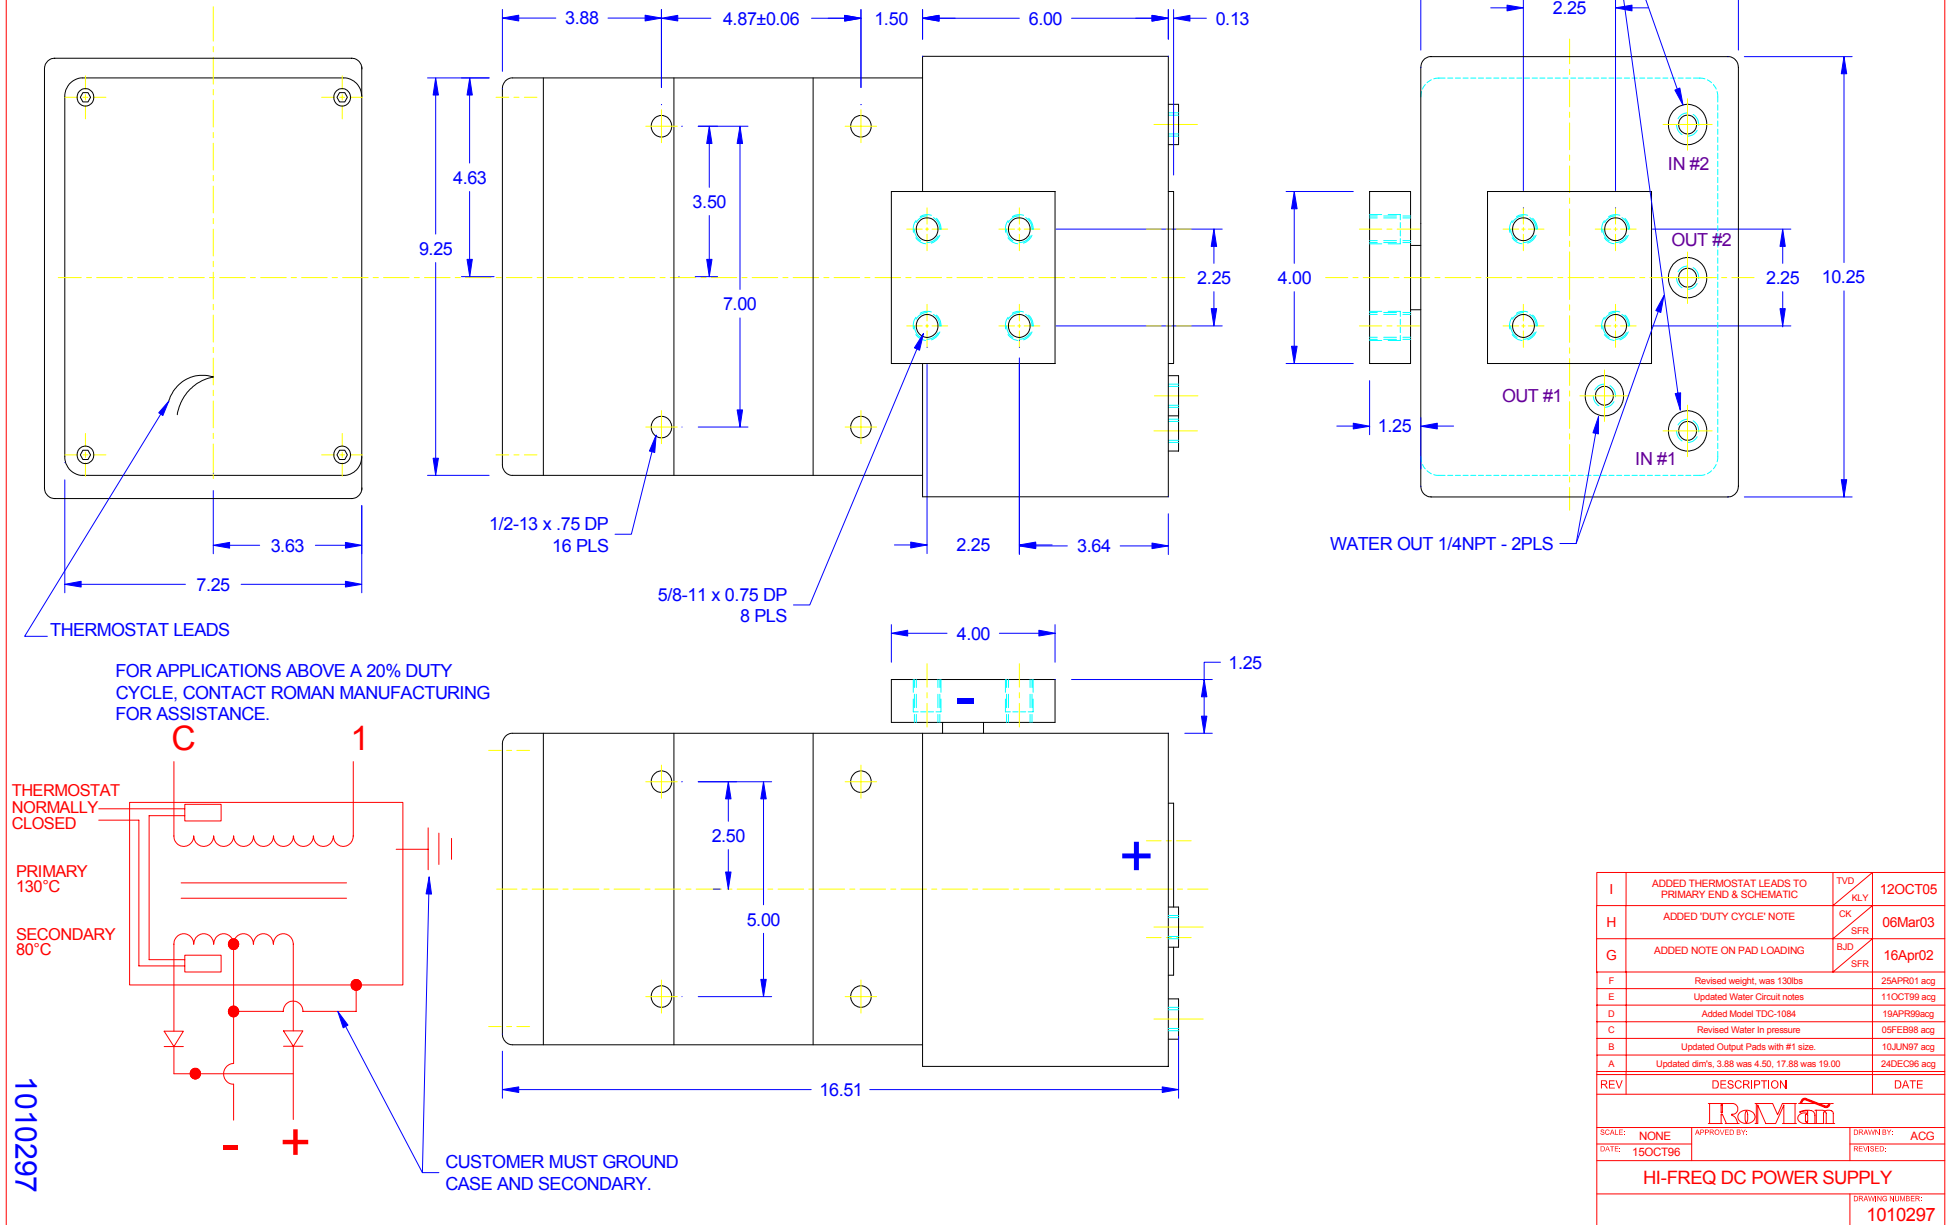 3.88
4.87±0.06
1.50
6.00
0.13
2.25
4.63
9.25
3.50
7.00
2.25
4.00
IN #2
OUT #2
2.25
10.25
OUT #1
1.25
IN #1
1/2-13 x .75 DP
16 PLS
3.63
7.25
2.25
3.64
WATER OUT 1/4NPT - 2PLS
5/8-11 x 0.75 DP
8 PLS
THERMOSTAT LEADS
4.00
1.25
FOR APPLICATIONS ABOVE A 20% DUTY
CYCLE, CONTACT ROMAN MANUFACTURING
FOR ASSISTANCE.
C
1
-
THERMOSTAT
NORMALLY
CLOSED
PRIMARY
130°C
SECONDARY
80°C
2.50
5.00
+
16.51
-
+
CUSTOMER MUST GROUND
CASE AND SECONDARY.
1010297
I ADDED THERMOSTAT LEADS TO PRIMARY END & SCHEMATIC TVD KLY 12OCT05
H ADDED 'DUTY CYCLE' NOTE CK SFR 06Mar03
G ADDED NOTE ON PAD LOADING BJD SFR 16Apr02
F Revised weight, was 130lbs 25APR01 acg
E Updated Water Circuit notes 11OCT99 acg
D Added Model TDC-1084 19APR99acg
C Revised Water In pressure 05FEB98 acg
B Updated Output Pads with #1 size. 10JUN97 acg
A Updated dim's, 3.88 was 4.50, 17.88 was 19.00 24DEC96 acg
REV DESCRIPTION DATE
RoMan
SCALE: NONE APPROVED BY: DRAWN BY: ACG
DATE: 15OCT96 REVISED:
HI-FREQ DC POWER SUPPLY
DRAWING NUMBER:
1010297